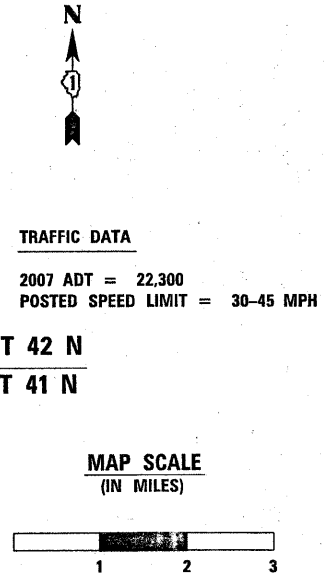 N
1
TRAFFIC DATA
2007 ADT = 22,300
POSTED SPEED LIMIT = 30–45 MPH
T 42 N
T 41 N
MAP SCALE
(IN MILES)
1 2 3